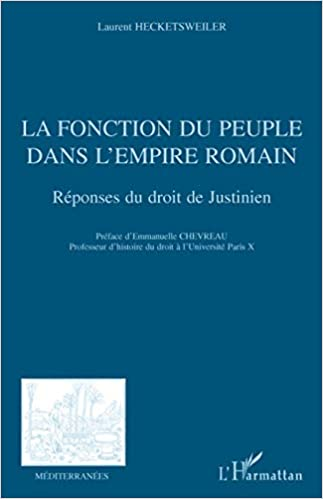 Laurent HECKETSWEILER
LA FONCTION DU PEUPLE
DANS L'EMPIRE ROMAIN
Réponses du droit de Justinien
Préface d'Emmanuelle CHEVREAU
Professeur d'histoire du droit à l'Université Paris X
MÉDITERRANÉES
L'Harmattan